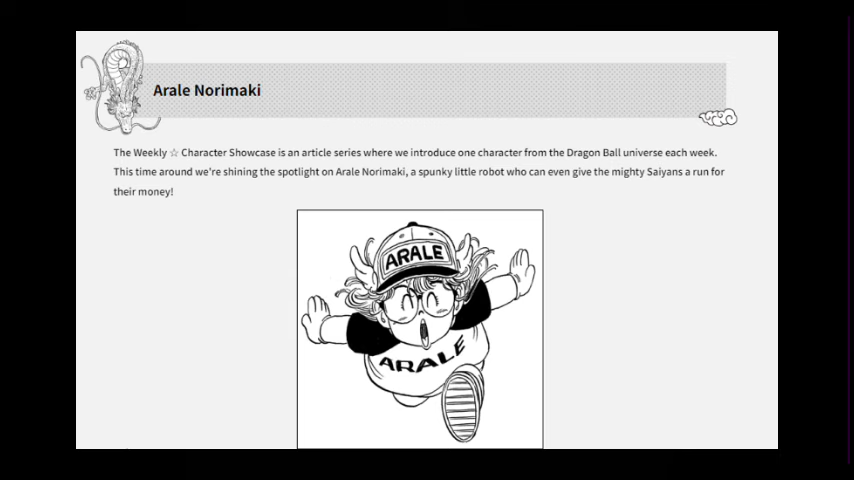 Arale Norimaki
The Weekly ☆ Character Showcase is an article series where we introduce one character from the Dragon Ball universe each week.
This time around we're shining the spotlight on Arale Norimaki, a spunky little robot who can even give the mighty Saiyans a run for
their money!
ARALE
ARALE